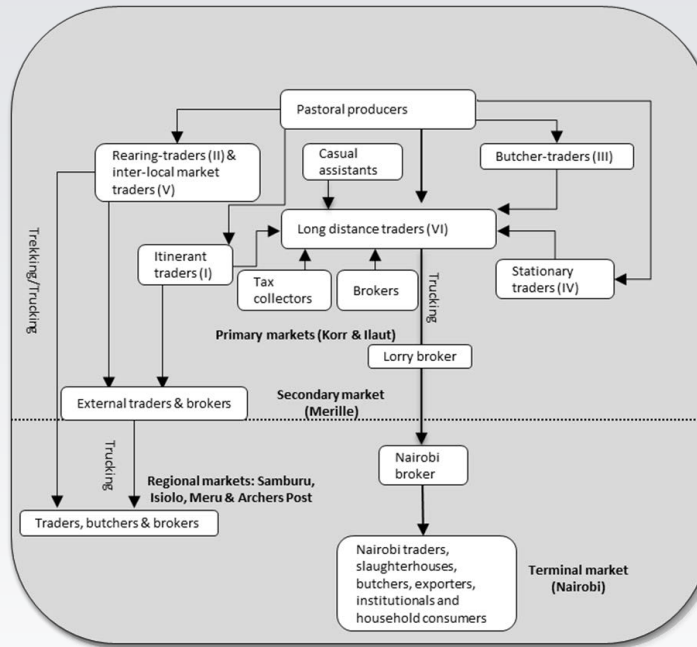 Pastoral producers
Rearing-traders (II) &
inter-local market
traders (V)
Casual
assistants
Butcher-traders (III)
Trekking/Trucking
Itinerant
traders (I)
Long distance traders (VI)
Stationary
traders (IV)
Tax
collectors
Brokers
Trucking
Primary markets (Korr & Ilaut)
Lorry broker
Secondary market
(Merille)
External traders & brokers
Trucking
Nairobi
broker
Regional markets: Samburu,
Isiolo, Meru & Archers Post
Traders, butchers & brokers
Nairobi traders,
slaughterhouses,
butchers, exporters,
institutionals and
household consumers
Terminal market
(Nairobi)